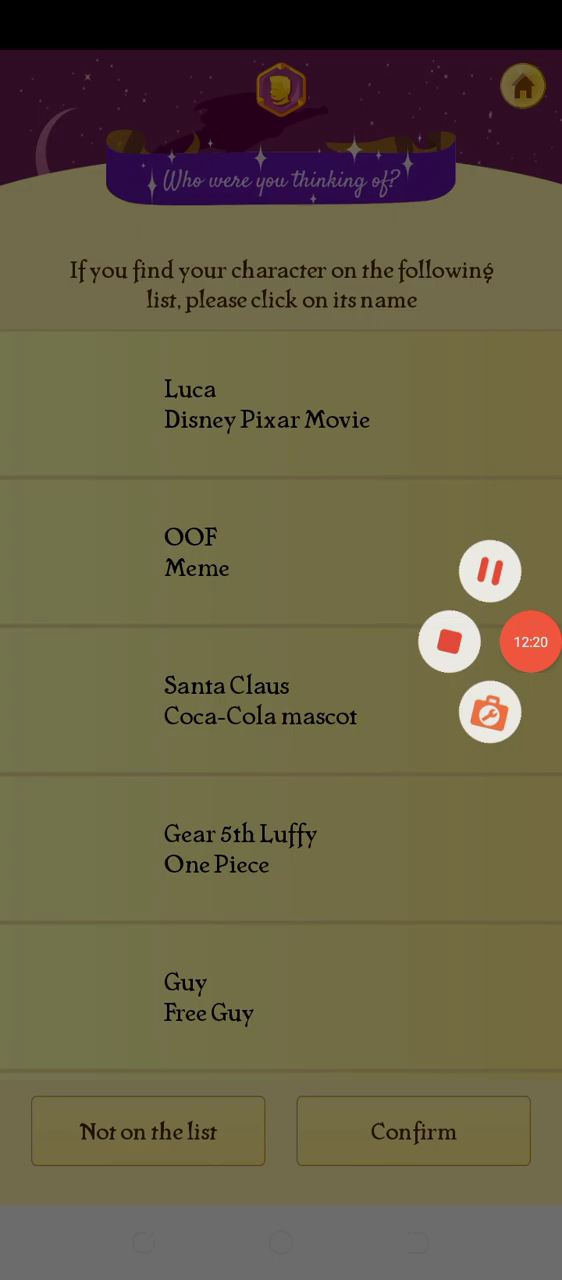 Who were you thinking of?
If you find your character on the following
list, please click on its name
Luca
Disney Pixar Movie
OOF
Meme
12:20
Santa Claus
Coca-Cola mascot
Gear 5th Luffy
One Piece
Guy
Free Guy
Not on the list
Confirm